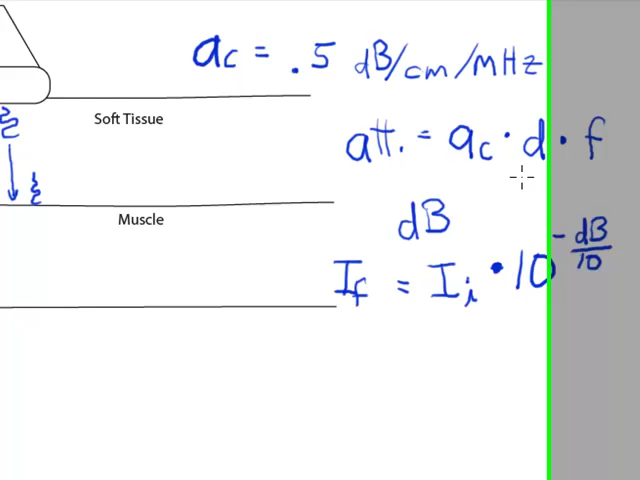 ac = .5 dB/cm/MHz
Soft Tissue
att. = ac · d · f
Muscle
dB
If = Ii · 10^-dB/10